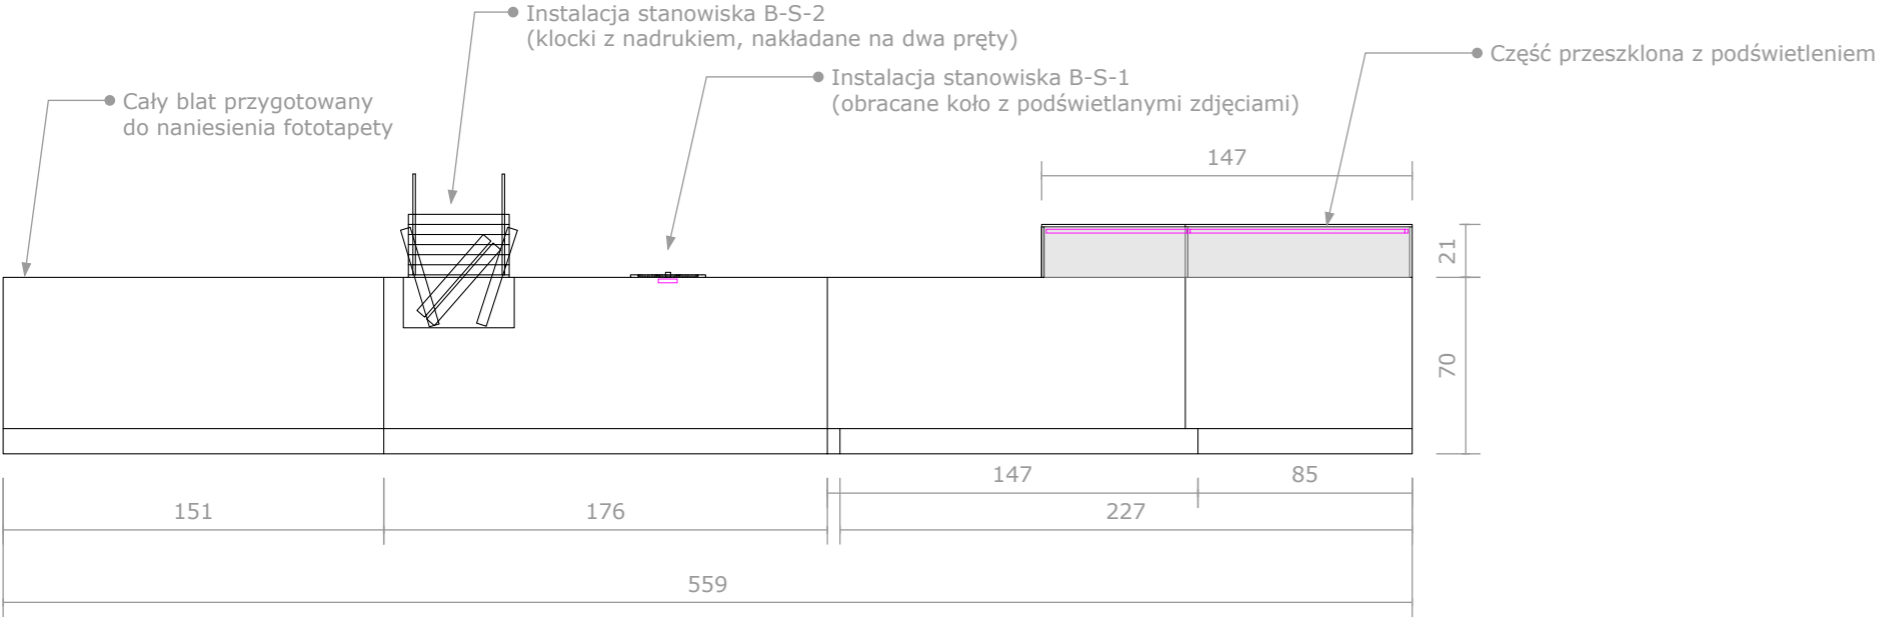 Instalacja stanowiska B-S-2
(klocki z nadrukiem, nakładane na dwa pręty)
Część przeszklona z podświetleniem
Instalacja stanowiska B-S-1
(obracane koło z podświetlanymi zdjęciami)
Cały blat przygotowany
do naniesienia fototapety
147
21
70
147
85
151
176
227
559